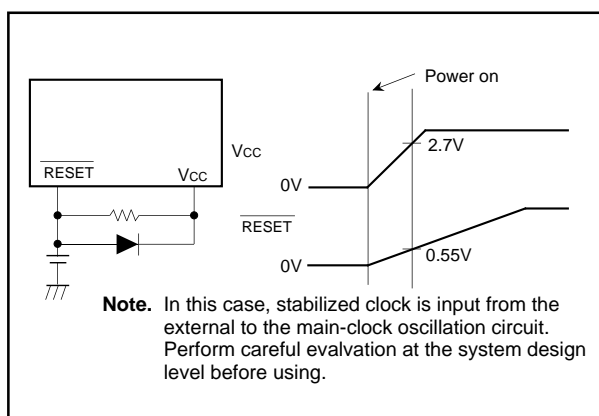 Power on
Vcc
2.7V
RESET
Vcc
0V
RESET
0.55V
0V
Note. In this case, stabilized clock is input from the
external to the main-clock oscillation circuit.
Perform careful evalvation at the system design
level before using.